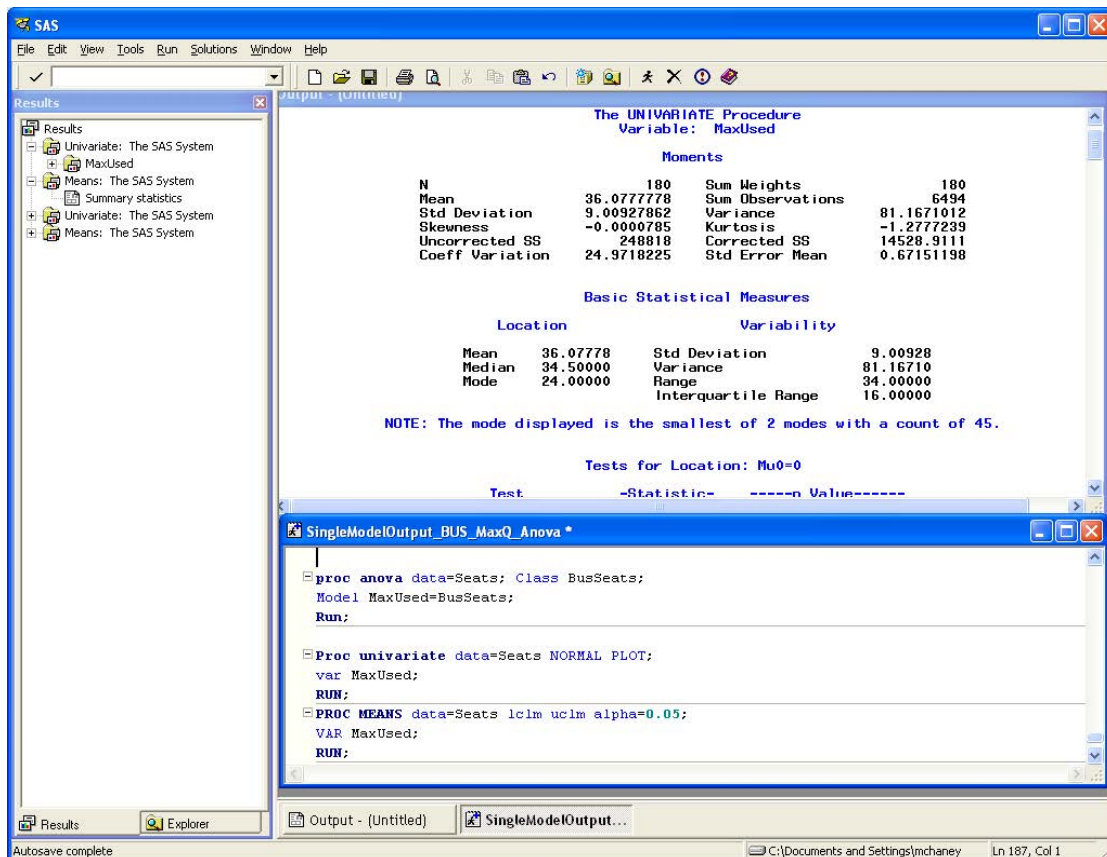 SAS
File Edit View Tools Run Solutions Window Help
Results
Results
Univariate: The SAS System
MaxUsed
Means: The SAS System
Summary statistics
Univariate: The SAS System
Means: The SAS System
Results Explorer
Output - (Untitled)
The UNIVARIATE Procedure
Variable: MaxUsed
Moments
N 180 Sum Weights 180
Mean 36.0777778 Sum Observations 6494
Std Deviation 9.00927862 Variance 81.1671012
Skewness -0.0000785 Kurtosis -1.2777239
Uncorrected SS 248818 Corrected SS 14528.9111
Coeff Variation 24.9718225 Std Error Mean 0.67151198
Basic Statistical Measures
Location Variability
Mean 36.07778 Std Deviation 9.00928
Median 34.50000 Variance 81.16710
Mode 24.00000 Range 34.00000
Interquartile Range 16.00000
NOTE: The mode displayed is the smallest of 2 modes with a count of 45.
Tests for Location: Mu0=0
Test -Statistic- -----p Value------
SingleModelOutput_BUS_MaxQ_Anova *
proc anova data=Seats; Class BusSeats;
Model MaxUsed=BusSeats;
Run;
Proc univariate data=Seats NORMAL PLOT;
var MaxUsed;
RUN;
PROC MEANS data=Seats lclm uclm alpha=0.05;
VAR MaxUsed;
RUN;
Output - (Untitled) SingleModelOutput...
Autosave complete C:\Documents and Settings\mchaney Ln 187, Col 1